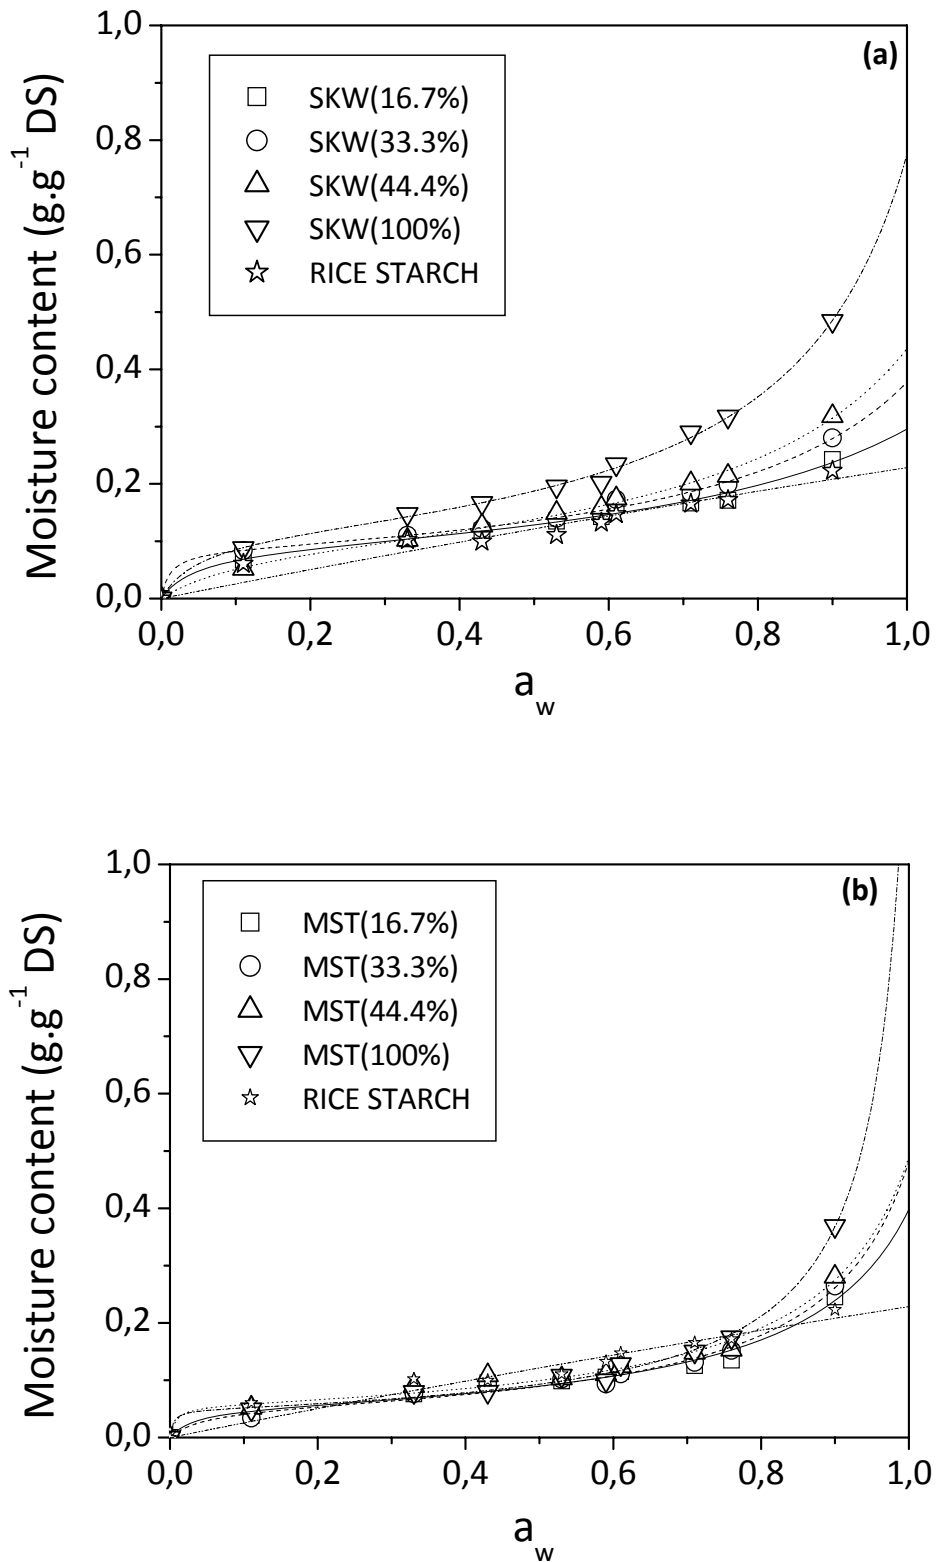 1,0
(a)
SKW(16.7%)
SKW(33.3%)
SKW(44.4%)
SKW(100%)
RICE STARCH
0,8
0,6
0,4
0,2
0,0
Moisture content (g.g⁻¹ DS)
0,0 0,2 0,4 0,6 0,8 1,0
a_w
1,0
(b)
MST(16.7%)
MST(33.3%)
MST(44.4%)
MST(100%)
RICE STARCH
0,8
0,6
0,4
0,2
0,0
Moisture content (g.g⁻¹ DS)
0,0 0,2 0,4 0,6 0,8 1,0
a_w